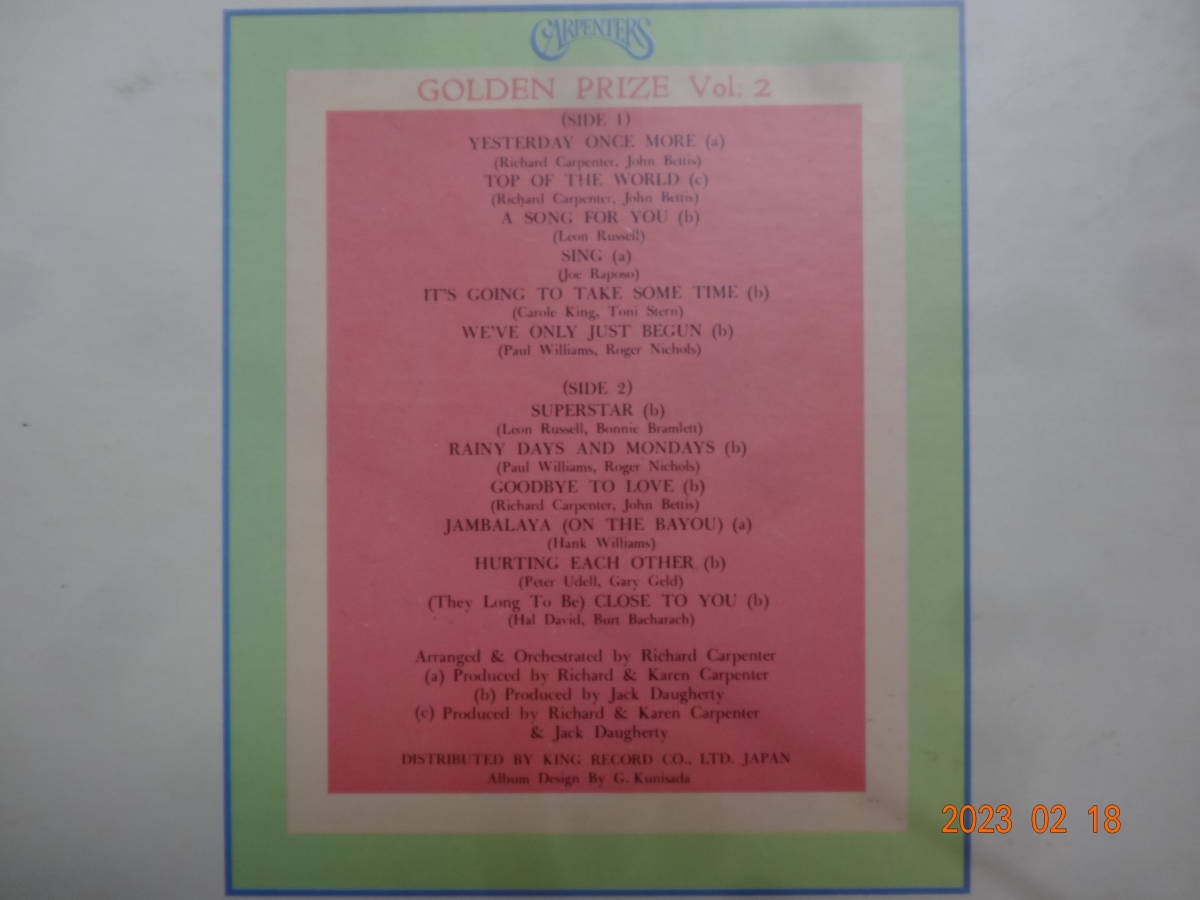 CARPENTERS
GOLDEN PRIZE Vol. 2
(SIDE 1)
YESTERDAY ONCE MORE (a)
(Richard Carpenter, John Bettis)
TOP OF THE WORLD (c)
(Richard Carpenter, John Bettis)
A SONG FOR YOU (b)
(Leon Russell)
SING (a)
(Joe Raposo)
IT'S GOING TO TAKE SOME TIME (b)
(Carole King, Toni Stern)
WE'VE ONLY JUST BEGUN (b)
(Paul Williams, Roger Nichols)
(SIDE 2)
SUPERSTAR (b)
(Leon Russell, Bonnie Bramlett)
RAINY DAYS AND MONDAYS (b)
(Paul Williams, Roger Nichols)
GOODBYE TO LOVE (b)
(Richard Carpenter, John Bettis)
JAMBALAYA (ON THE BAYOU) (a)
(Hank Williams)
HURTING EACH OTHER (b)
(Peter Udell, Gary Geld)
(They Long To Be) CLOSE TO YOU (b)
(Hal David, Burt Bacharach)
Arranged & Orchestrated by Richard Carpenter
(a) Produced by Richard & Karen Carpenter
(b) Produced by Jack Daugherty
(c) Produced by Richard & Karen Carpenter
& Jack Daugherty
DISTRIBUTED BY KING RECORD CO., LTD. JAPAN
Album Design By G. Kunisada
2023 02 18